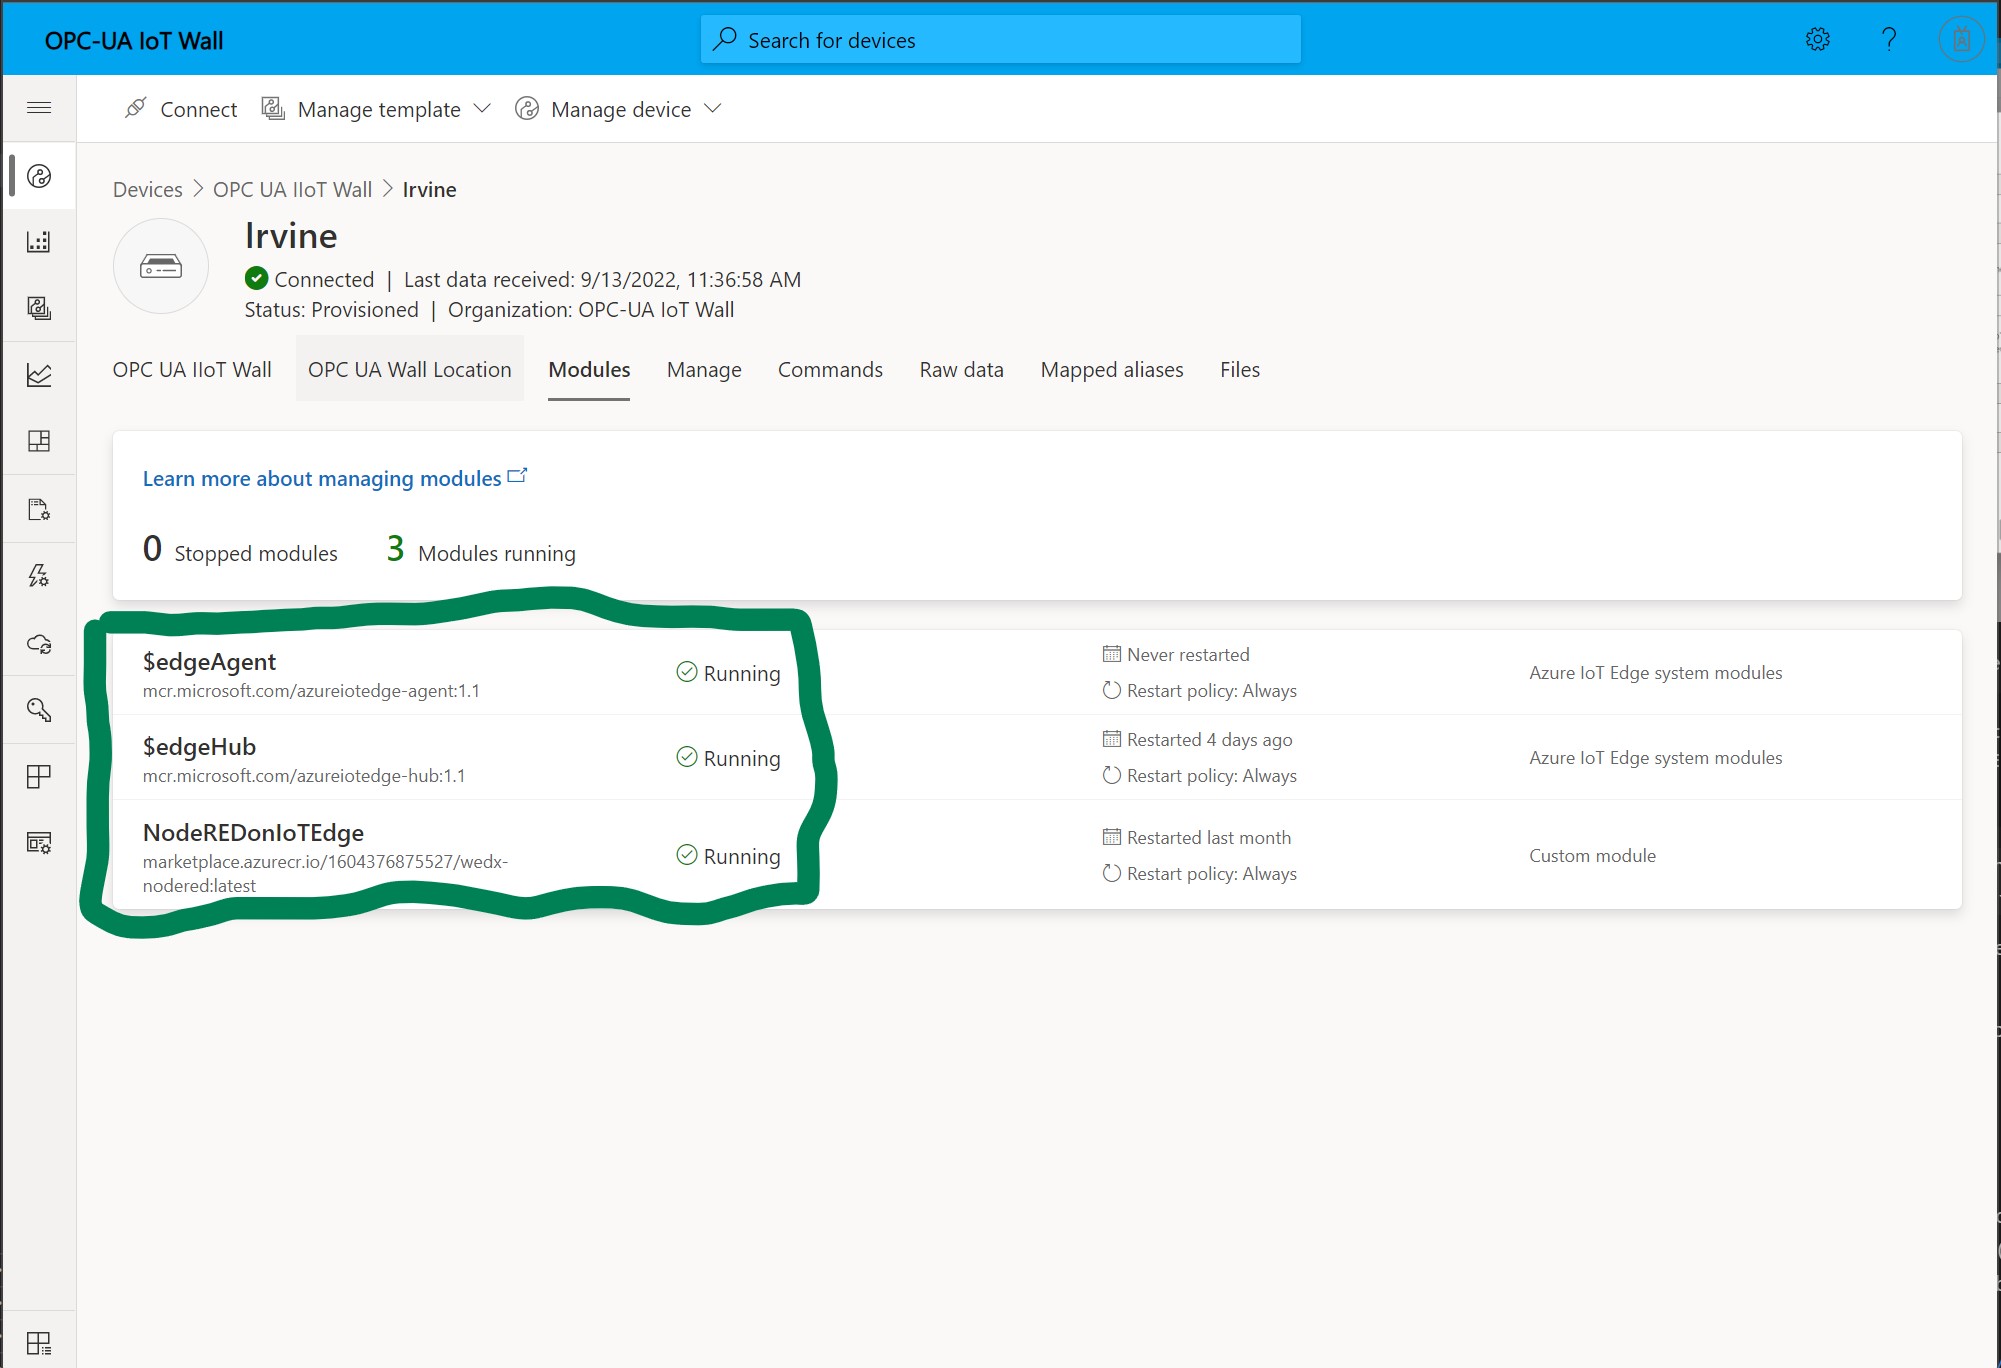 OPC-UA IoT Wall
Search for devices
Connect Manage template Manage device
Devices > OPC UA IIoT Wall > Irvine
Irvine
Connected | Last data received: 9/13/2022, 11:36:58 AM
Status: Provisioned | Organization: OPC-UA IoT Wall
OPC UA IIoT Wall OPC UA Wall Location Modules Manage Commands Raw data Mapped aliases Files
Learn more about managing modules
0 Stopped modules 3 Modules running
$edgeAgent
mcr.microsoft.com/azureiotedge-agent:1.1
Running
Never restarted
Restart policy: Always
Azure IoT Edge system modules
$edgeHub
mcr.microsoft.com/azureiotedge-hub:1.1
Running
Restarted 4 days ago
Restart policy: Always
Azure IoT Edge system modules
NodeREDonIoTEdge
marketplace.azurecr.io/1604376875527/wedx-
nodered:latest
Running
Restarted last month
Restart policy: Always
Custom module